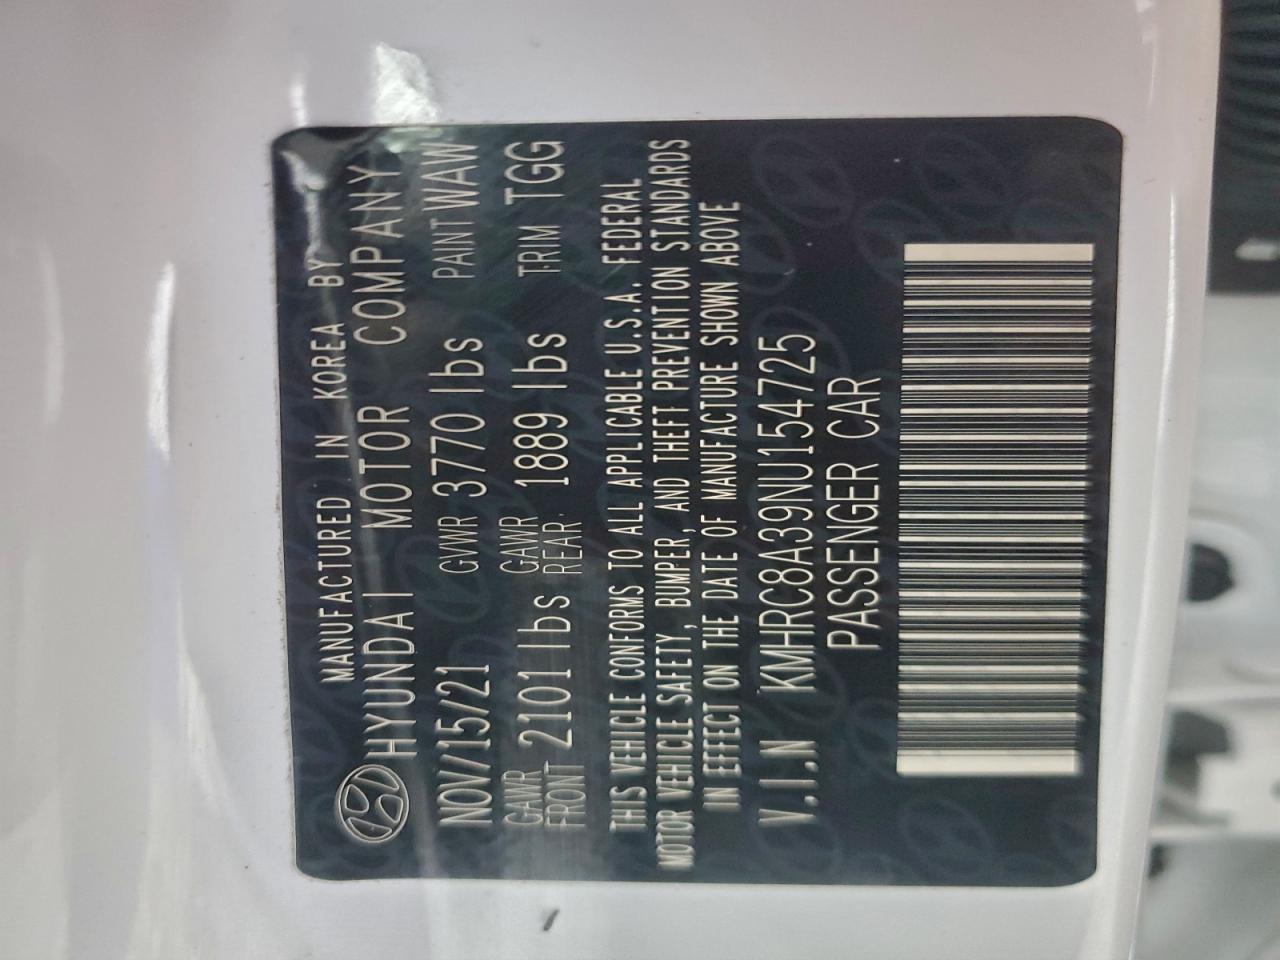 MANUFACTURED IN KOREA BY
HYUNDAI MOTOR COMPANY
NOV/15/21 GVWR 3770 lbs PAINT WAW
GAWR FRONT 2101 lbs GAWR REAR 1889 lbs TRIM TGG
THIS VEHICLE CONFORMS TO ALL APPLICABLE U.S.A. FEDERAL
MOTOR VEHICLE SAFETY, BUMPER, AND THEFT PREVENTION STANDARDS
IN EFFECT ON THE DATE OF MANUFACTURE SHOWN ABOVE
V.I.N KMHRC8A39NU154725
PASSENGER CAR